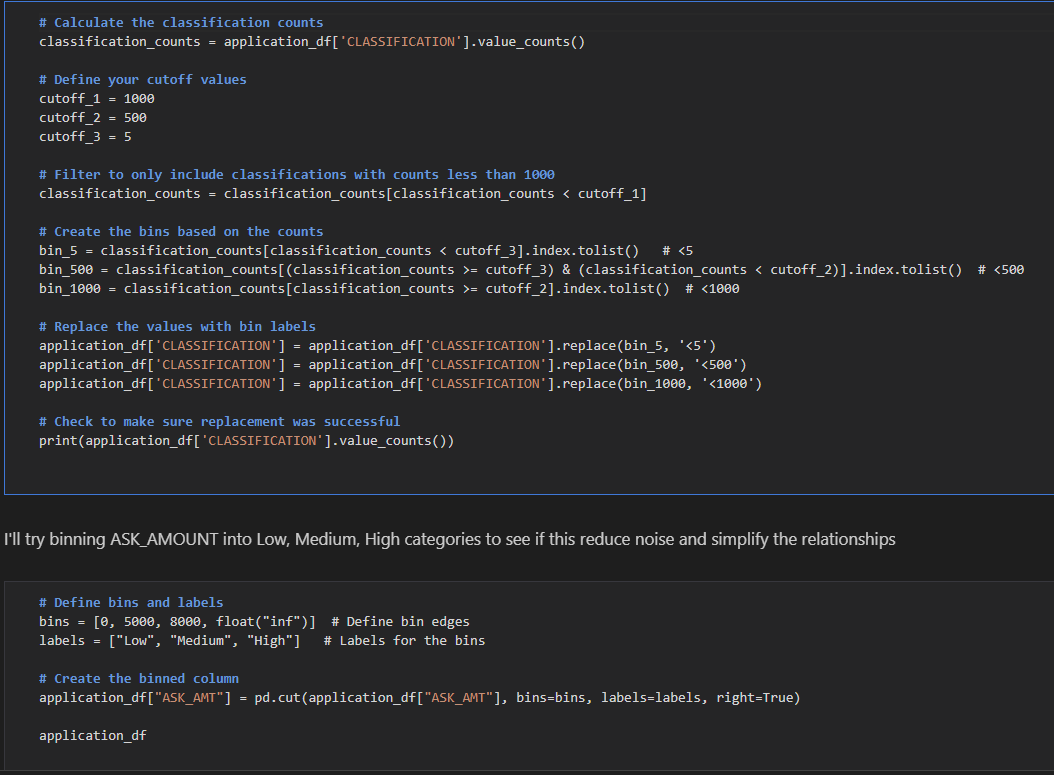 # Calculate the classification counts
classification_counts = application_df['CLASSIFICATION'].value_counts()
# Define your cutoff values
cutoff_1 = 1000
cutoff_2 = 500
cutoff_3 = 5
# Filter to only include classifications with counts less than 1000
classification_counts = classification_counts[classification_counts < cutoff_1]
# Create the bins based on the counts
bin_5 = classification_counts[classification_counts < cutoff_3].index.tolist()   # <5
bin_500 = classification_counts[(classification_counts >= cutoff_3) & (classification_counts < cutoff_2)].index.tolist()  # <500
bin_1000 = classification_counts[classification_counts >= cutoff_2].index.tolist()  # <1000
# Replace the values with bin labels
application_df['CLASSIFICATION'] = application_df['CLASSIFICATION'].replace(bin_5, '<5')
application_df['CLASSIFICATION'] = application_df['CLASSIFICATION'].replace(bin_500, '<500')
application_df['CLASSIFICATION'] = application_df['CLASSIFICATION'].replace(bin_1000, '<1000')
# Check to make sure replacement was successful
print(application_df['CLASSIFICATION'].value_counts())
I'll try binning ASK_AMOUNT into Low, Medium, High categories to see if this reduce noise and simplify the relationships
# Define bins and labels
bins = [0, 5000, 8000, float("inf")]  # Define bin edges
labels = ["Low", "Medium", "High"]   # Labels for the bins
# Create the binned column
application_df["ASK_AMT"] = pd.cut(application_df["ASK_AMT"], bins=bins, labels=labels, right=True)
application_df